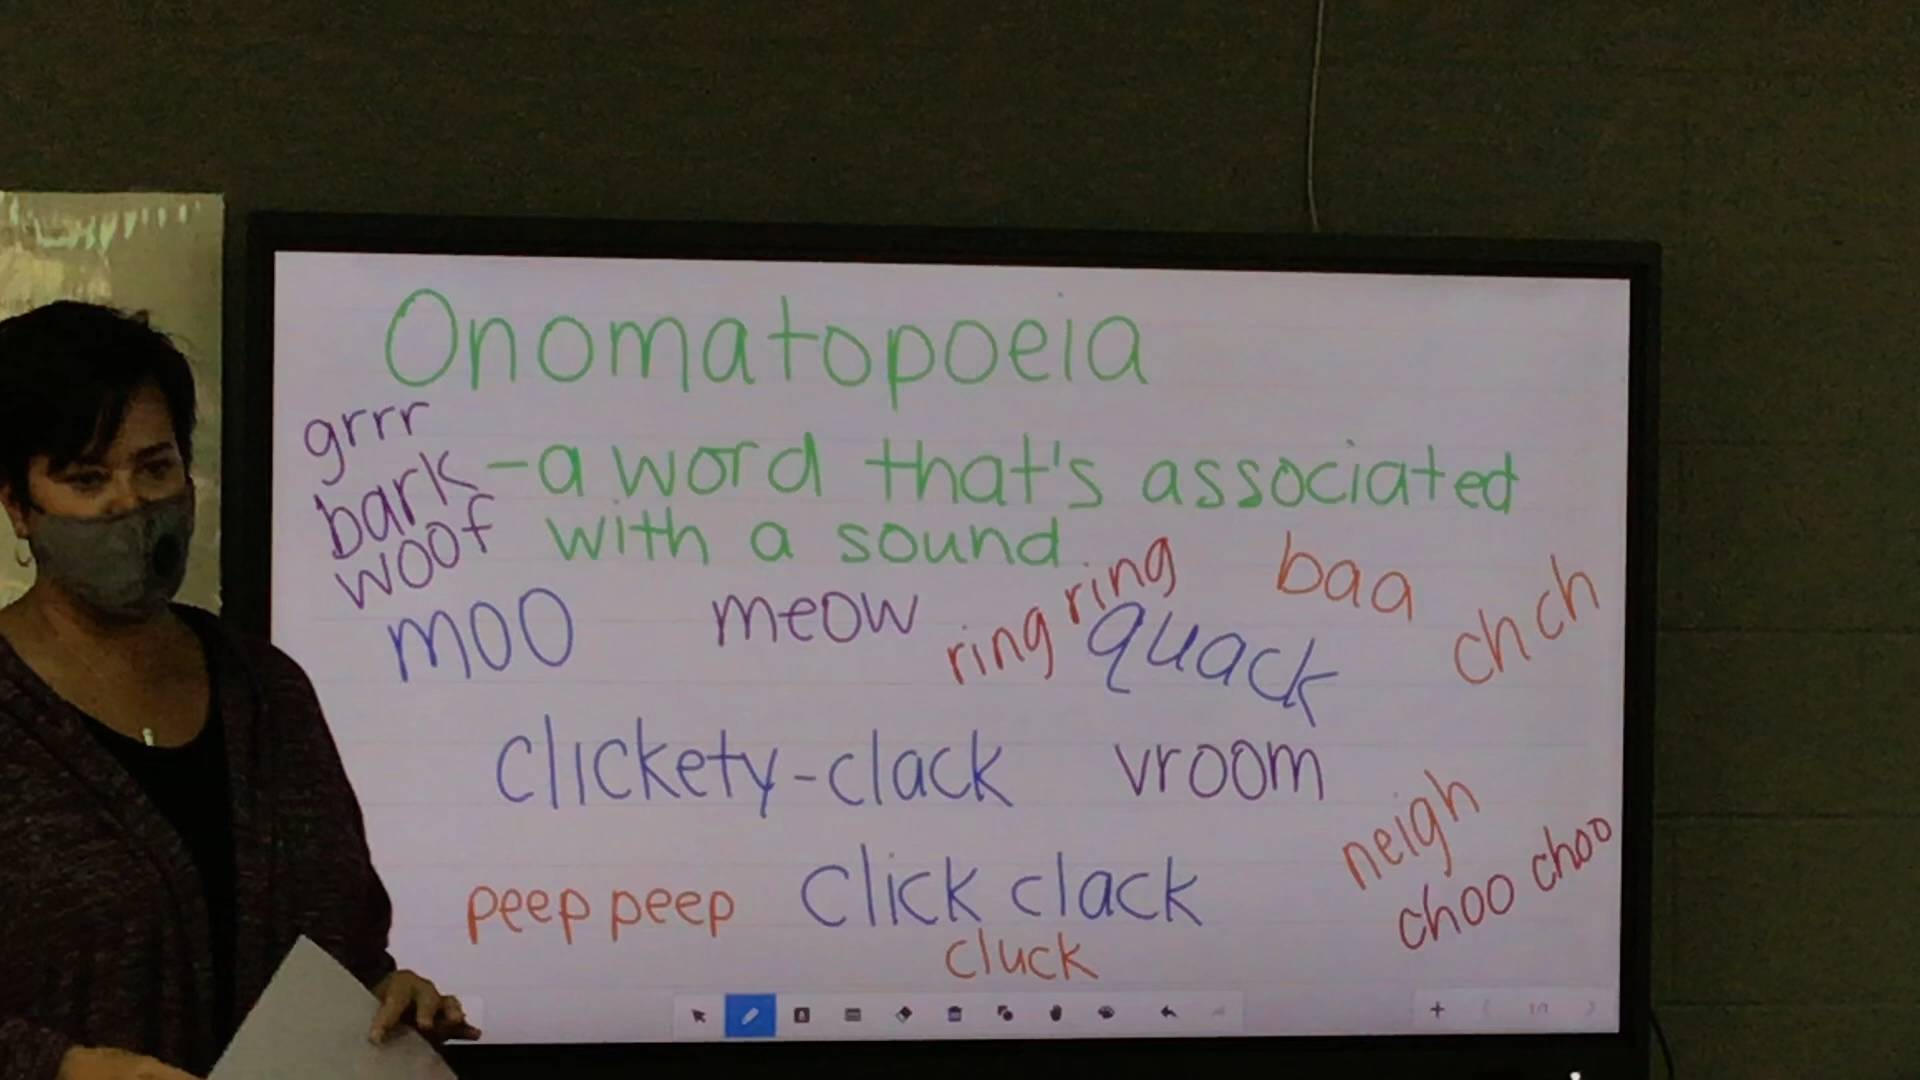 Onomatopoeia
grrr
bark
woof
-a word that's associated
with a sound
moo
meow
ring ring
quack
baa
ch ch
clickety-clack
vroom
neigh
choo choo
peep peep
click clack
cluck